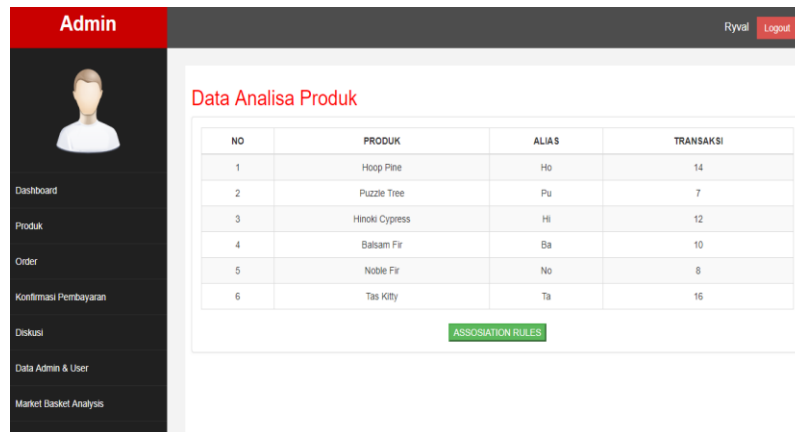 Admin
Ryval Logout
Dashboard
Produk
Order
Konfirmasi Pembayaran
Diskusi
Data Admin & User
Market Basket Analysis
Data Analisa Produk
NO PRODUK ALIAS TRANSAKSI
1 Hoop Pine Ho 14
2 Puzzle Tree Pu 7
3 Hinoki Cypress Hi 12
4 Balsam Fir Ba 10
5 Noble Fir No 8
6 Tas Kitty Ta 16
ASSOSIATION RULES